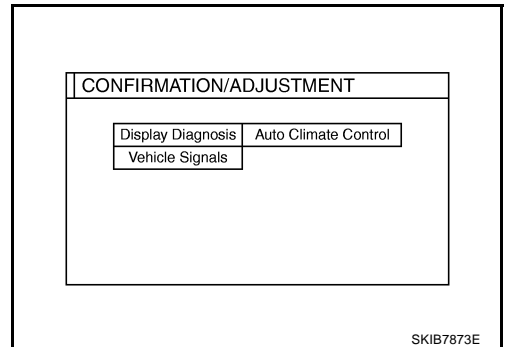 CONFIRMATION/ADJUSTMENT
Display Diagnosis Auto Climate Control
Vehicle Signals
SKIB7873E